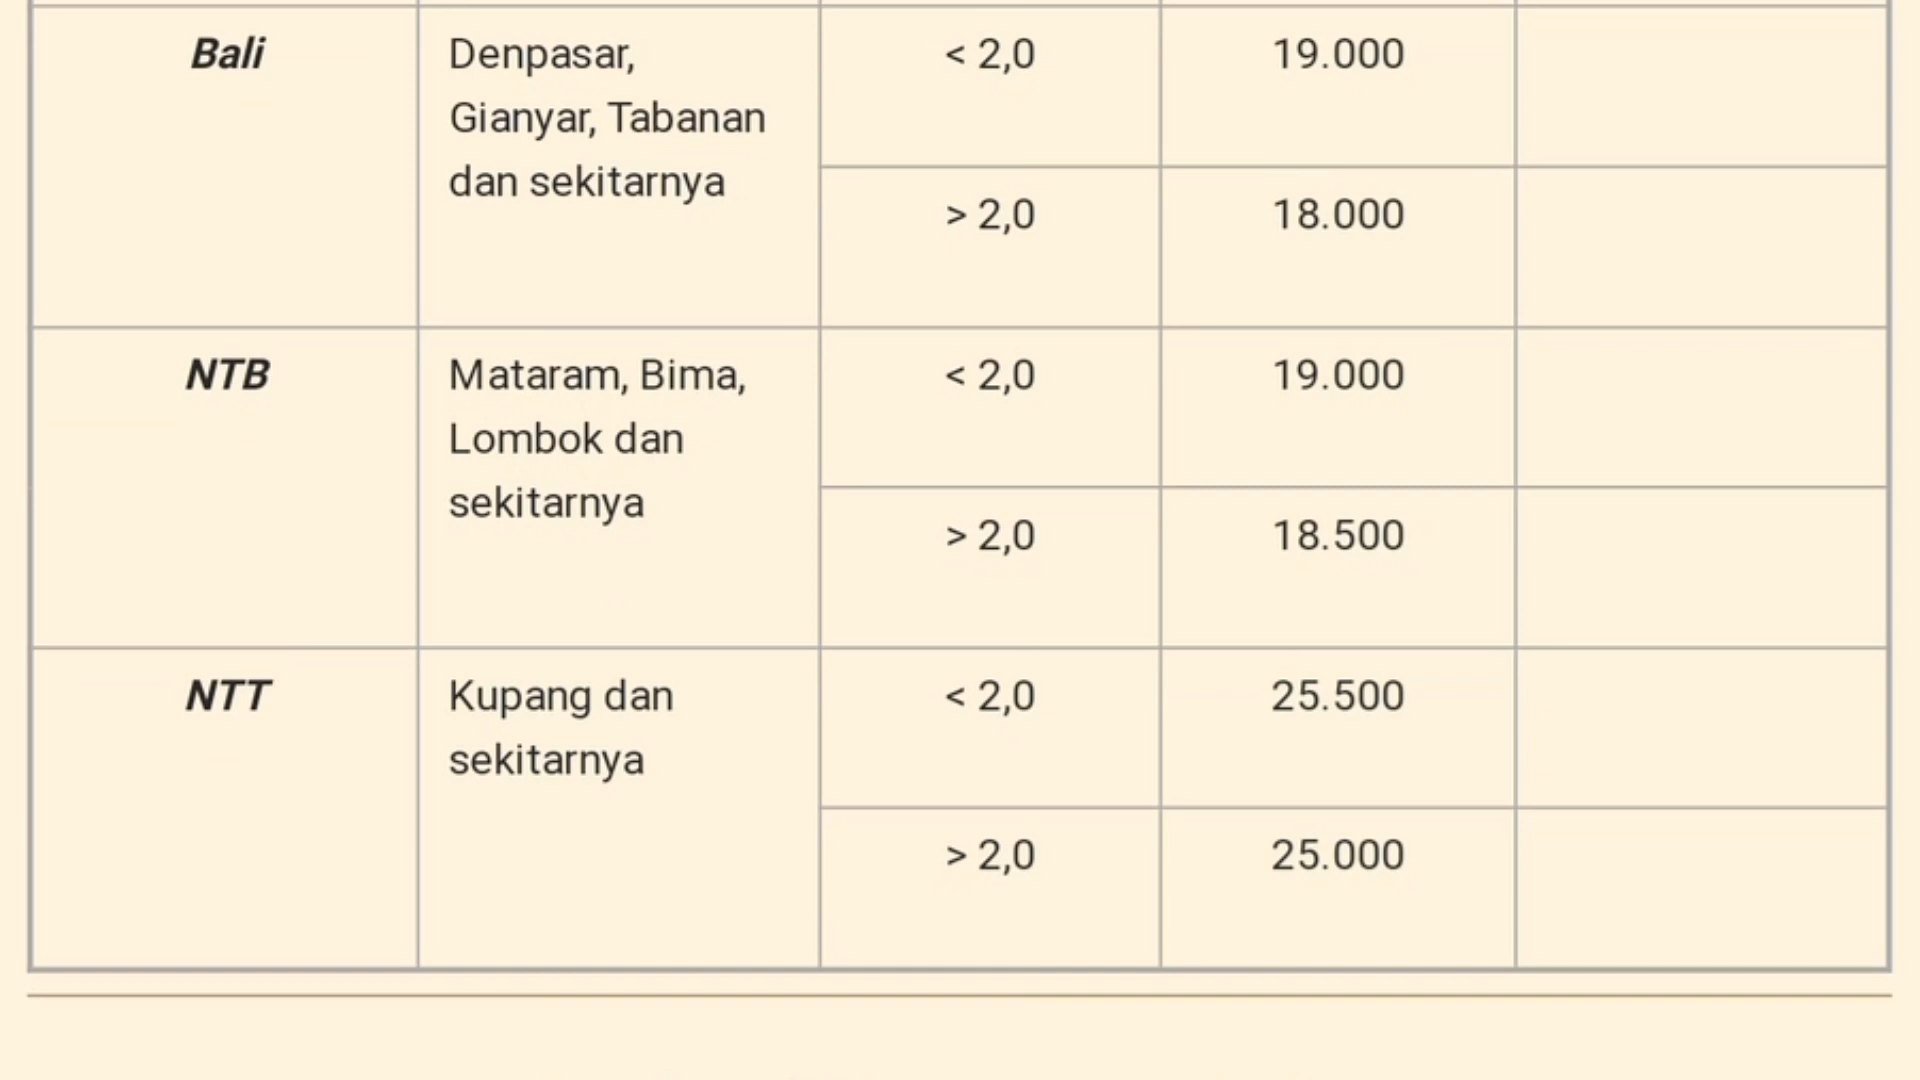 Bali
Denpasar,
Gianyar, Tabanan
dan sekitarnya
< 2,0
19.000
> 2,0
18.000
NTB
Mataram, Bima,
Lombok dan
sekitarnya
< 2,0
19.000
> 2,0
18.500
NTT
Kupang dan
sekitarnya
< 2,0
25.500
> 2,0
25.000